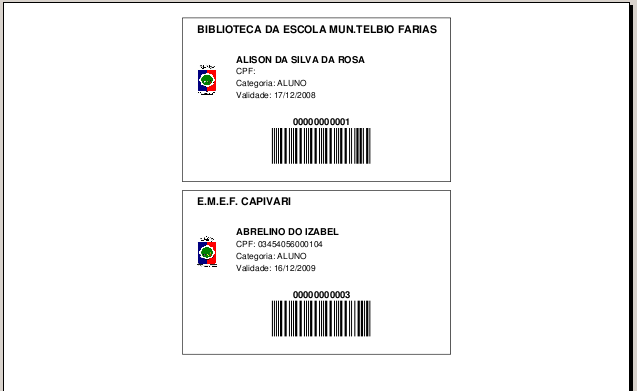 BIBLIOTECA DA ESCOLA MUN.TELBIO FARIAS
ALISON DA SILVA DA ROSA
CPF:
Categoria: ALUNO
Validade: 17/12/2008
00000000001
E.M.E.F. CAPIVARI
ABRELINO DO IZABEL
CPF: 03454056000104
Categoria: ALUNO
Validade: 16/12/2009
00000000003